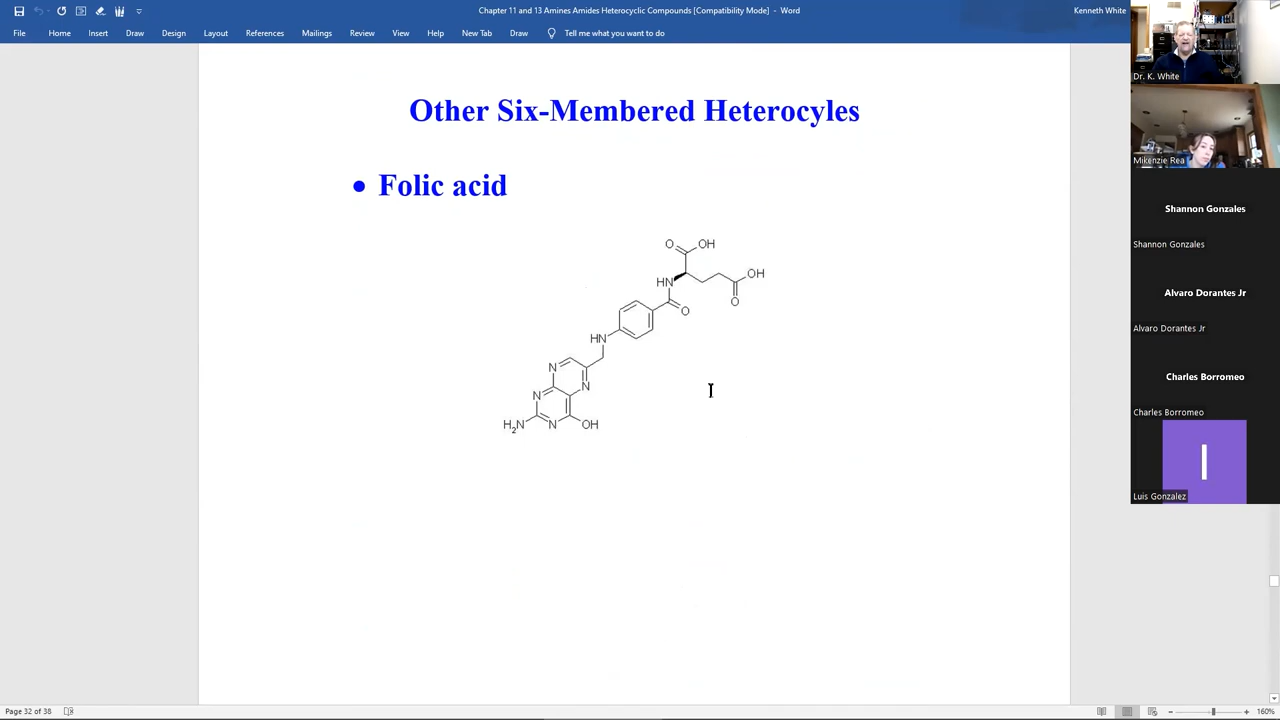 Chapter 11 and 13 Amines Amides Heterocyclic Compounds [Compatibility Mode] - Word
Kenneth White
File Home Insert Draw Design Layout References Mailings Review View Help New Tab Draw Tell me what you want to do
Other Six-Membered Heterocyles
• Folic acid
O OH
HN OH
O O
HN
N
N N
H2N N OH
Dr. K. White
Mikenzie Rea
Shannon Gonzales
Shannon Gonzales
Alvaro Dorantes Jr
Alvaro Dorantes Jr
Charles Borromeo
Charles Borromeo
I
Luis Gonzalez
Page 32 of 38
160%